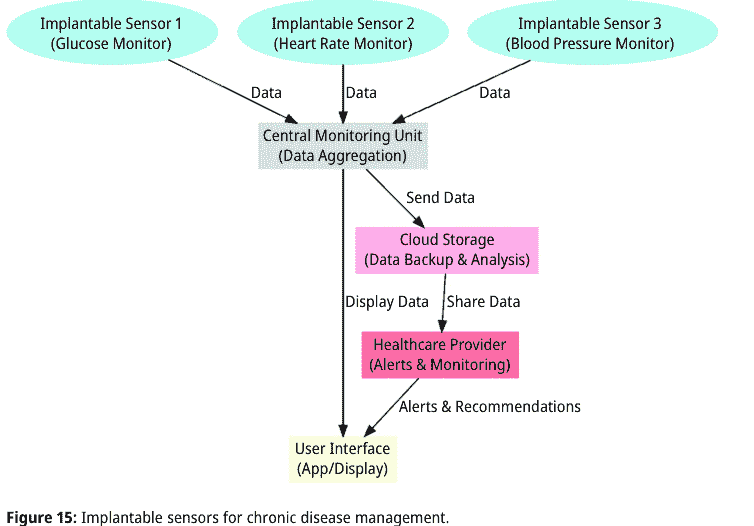 Implantable Sensor 1
(Glucose Monitor)
Implantable Sensor 2
(Heart Rate Monitor)
Implantable Sensor 3
(Blood Pressure Monitor)
Data
Data
Data
Central Monitoring Unit
(Data Aggregation)
Send Data
Cloud Storage
(Data Backup & Analysis)
Display Data
Share Data
Healthcare Provider
(Alerts & Monitoring)
Alerts & Recommendations
User Interface
(App/Display)
Figure 15: Implantable sensors for chronic disease management.